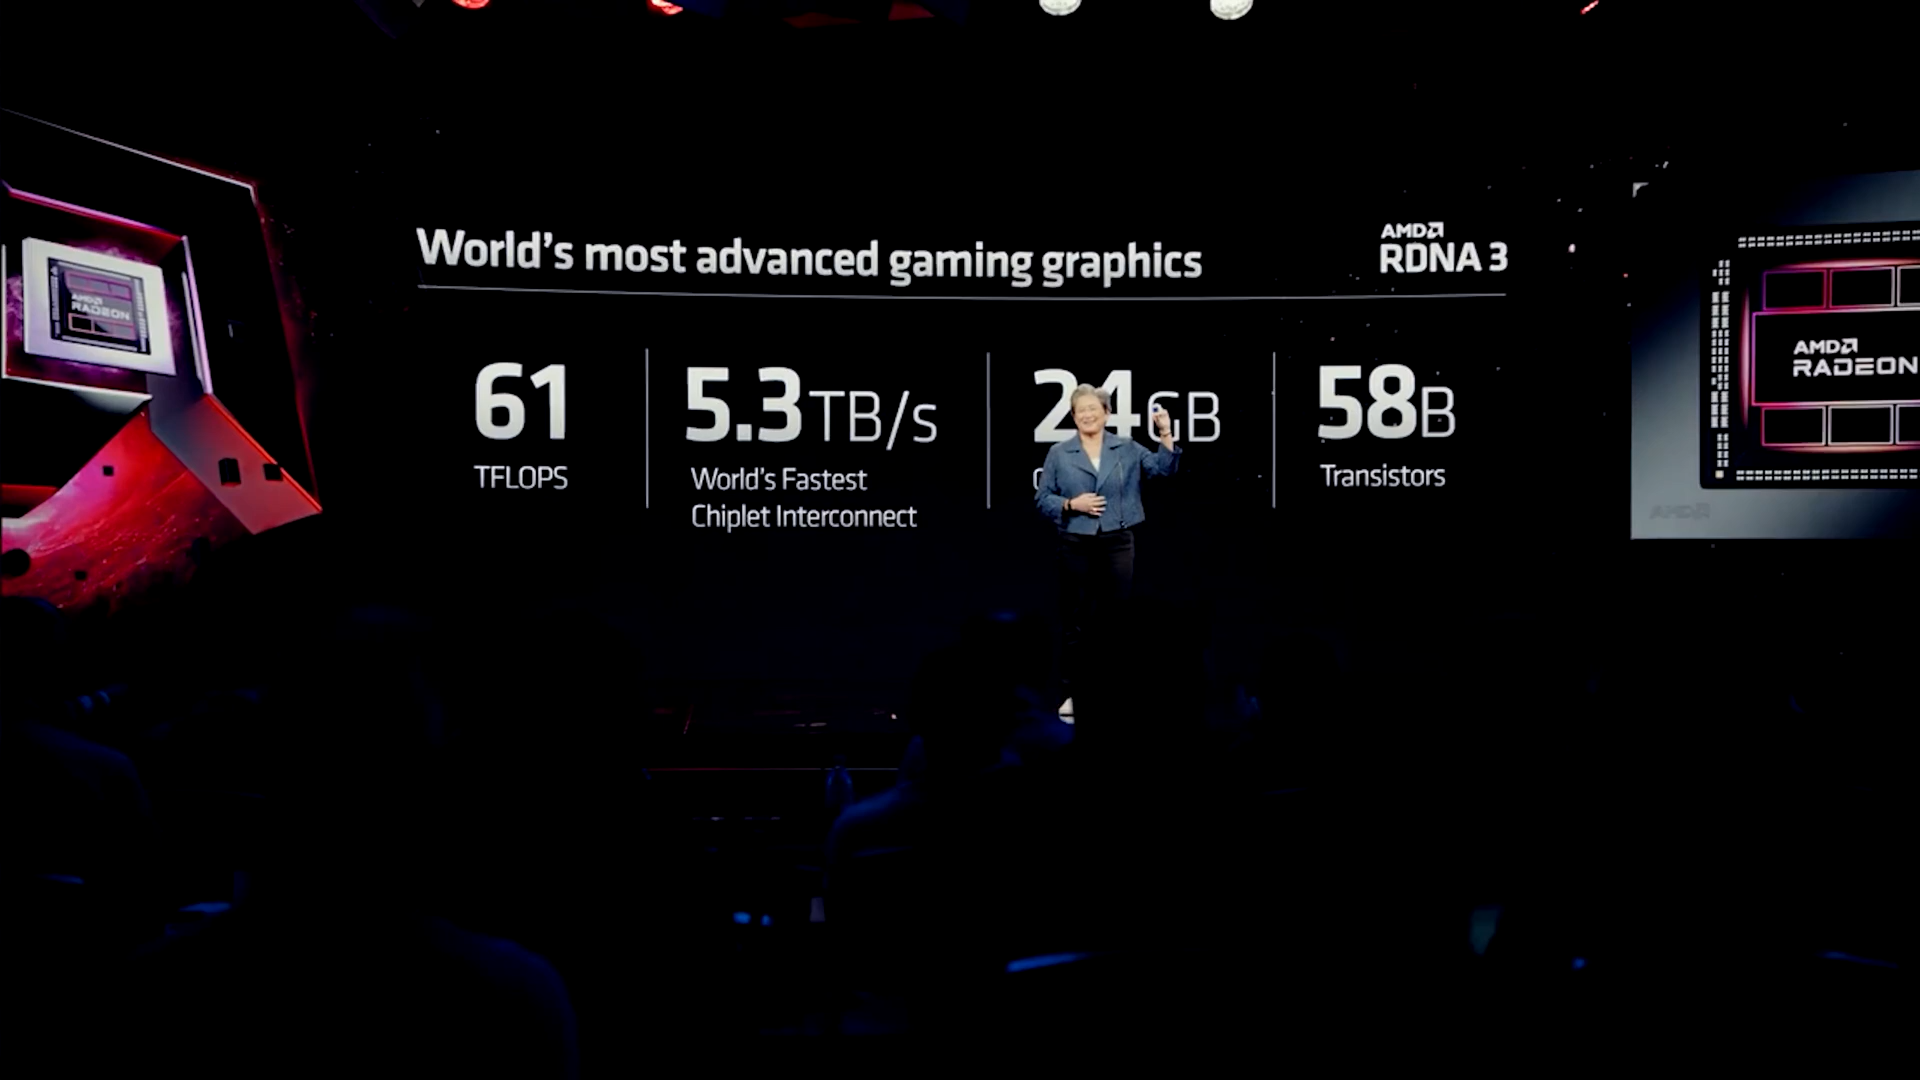 World's most advanced gaming graphics
AMD
RDNA 3
61
TFLOPS
5.3TB/s
World's Fastest
Chiplet Interconnect
24GB
58B
Transistors
AMD
RADEON
AMD
RADEON
AMD